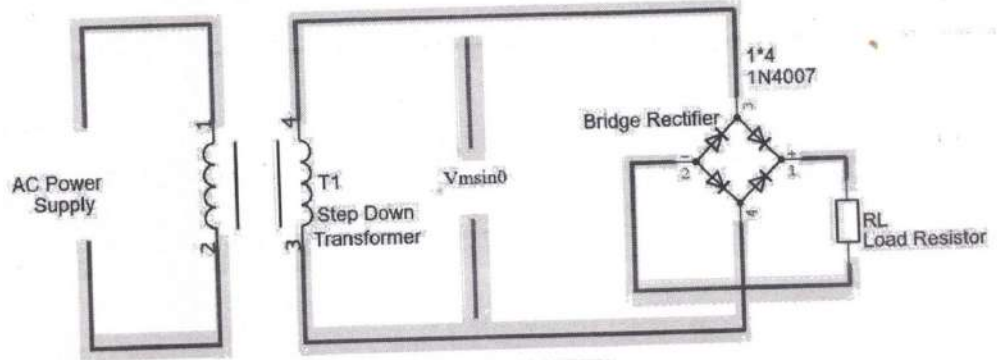 1*4
1N4007
Bridge Rectifier
3
1
4
2
1
4
2
3
AC Power
Supply
T1
Step Down
Transformer
Vmsin0
RL
Load Resistor